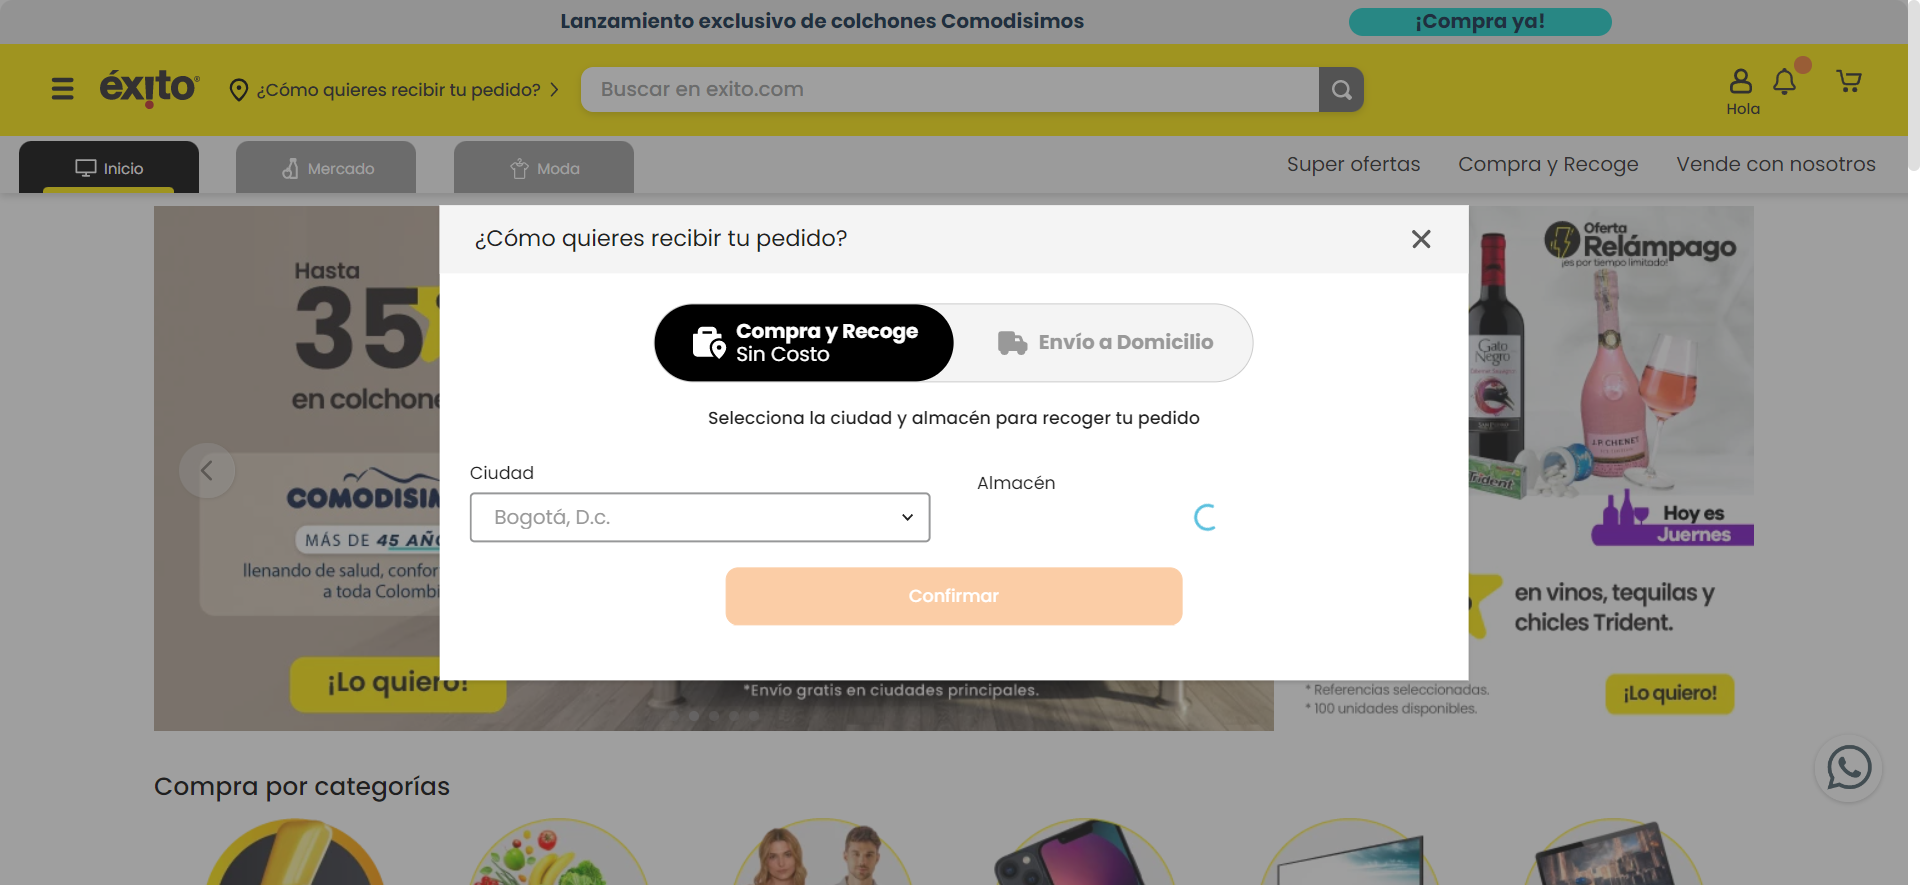 Lanzamiento exclusivo de colchones Comodisimos
¡Compra ya!
éxito
¿Cómo quieres recibir tu pedido?
Buscar en exito.com
Hola
Inicio
Mercado
Moda
Super ofertas
Compra y Recoge
Vende con nosotros
¿Cómo quieres recibir tu pedido?
Compra y Recoge
Sin Costo
Envío a Domicilio
Selecciona la ciudad y almacén para recoger tu pedido
Ciudad
Almacén
Bogotá, D.c.
Confirmar
Hasta
35
en colchone
COMODISIM
MÁS DE 45 AÑO
llenando de salud, confor
a toda Colombi
¡Lo quiero!
*Envío gratis en ciudades principales.
Oferta
Relámpago
¡es por tiempo limitado!
Gato
Negro
J.P. CHENET
Trident
Hoy es
Juernes
en vinos, tequilas y
chicles Trident.
* Referencias seleccionadas.
* 100 unidades disponibles.
¡Lo quiero!
Compra por categorías